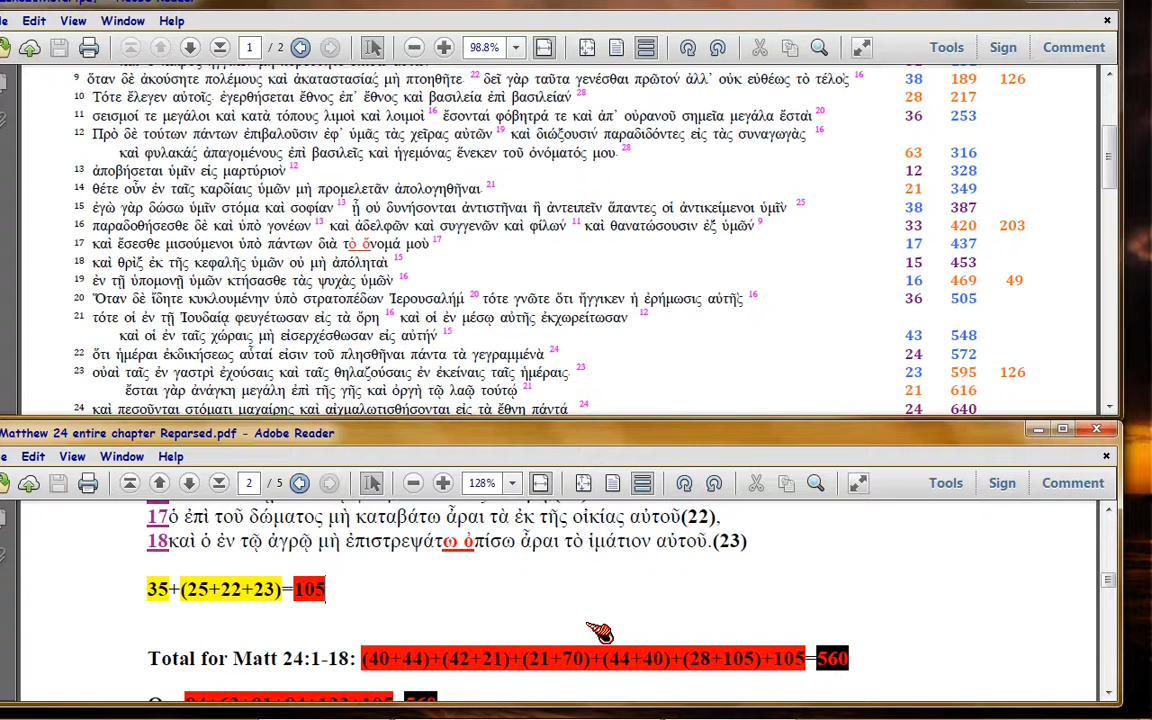 Edit View Window Help
1 / 2 98.8% Tools Sign Comment
9 ὅταν δὲ ἀκούσητε πολέμους καὶ ἀκαταστασίας μὴ πτοηθῆτε 22 δεῖ γὰρ ταῦτα γενέσθαι πρῶτον ἀλλ᾽ οὐκ εὐθέως τὸ τέλος 16 38 189 126
10 Τότε ἔλεγεν αὐτοῖς ἐγερθήσεται ἔθνος ἐπ᾽ ἔθνος καὶ βασιλεία ἐπὶ βασιλείαν 28 28 217
11 σεισμοί τε μεγάλοι καὶ κατὰ τόπους λιμοὶ καὶ λοιμοὶ 16 ἔσονται φόβητρά τε καὶ ἀπ᾽ οὐρανοῦ σημεῖα μεγάλα ἔσται 20 36 253
12 Πρὸ δὲ τούτων πάντων ἐπιβαλοῦσιν ἐφ᾽ ὑμᾶς τὰς χεῖρας αὐτῶν 19 καὶ διώξουσιν παραδιδόντες εἰς τὰς συναγωγὰς 16
καὶ φυλακάς ἀπαγομένους ἐπὶ βασιλεῖς καὶ ἡγεμόνας ἕνεκεν τοῦ ὀνόματός μου 28 63 316
13 ἀποβήσεται ὑμῖν εἰς μαρτύριον 12 12 328
14 θέτε οὖν ἐν ταῖς καρδίαις ὑμῶν μὴ προμελετᾶν ἀπολογηθῆναι 21 21 349
15 ἐγὼ γὰρ δώσω ὑμῖν στόμα καὶ σοφίαν 13 ᾗ οὐ δυνήσονται ἀντιστῆναι ἢ ἀντειπεῖν ἅπαντες οἱ ἀντικείμενοι ὑμῖν 25 38 387
16 παραδοθήσεσθε δὲ καὶ ὑπὸ γονέων 13 καὶ ἀδελφῶν καὶ συγγενῶν καὶ φίλων 11 καὶ θανατώσουσιν ἐξ ὑμῶν 9 33 420 203
17 καὶ ἔσεσθε μισούμενοι ὑπὸ πάντων διὰ τὸ ὄνομά μου 17 17 437
18 καὶ θρὶξ ἐκ τῆς κεφαλῆς ὑμῶν οὐ μὴ ἀπόληται 15 15 453
19 ἐν τῇ ὑπομονῇ ὑμῶν κτήσασθε τὰς ψυχὰς ὑμῶν 16 16 469 49
20 Ὅταν δὲ ἴδητε κυκλουμένην ὑπὸ στρατοπέδων Ἰερουσαλήμ 20 τότε γνῶτε ὅτι ἤγγικεν ἡ ἐρήμωσις αὐτῆς 16 36 505
21 τότε οἱ ἐν τῇ Ἰουδαίᾳ φευγέτωσαν εἰς τὰ ὄρη 16 καὶ οἱ ἐν μέσῳ αὐτῆς ἐκχωρείτωσαν 12
καὶ οἱ ἐν ταῖς χώραις μὴ εἰσερχέσθωσαν εἰς αὐτήν 15 43 548
22 ὅτι ἡμέραι ἐκδικήσεως αὗταί εἰσιν τοῦ πλησθῆναι πάντα τὰ γεγραμμένα 24 24 572
23 οὐαὶ ταῖς ἐν γαστρὶ ἐχούσαις καὶ ταῖς θηλαζούσαις ἐν ἐκείναις ταῖς ἡμέραις 23 23 595 126
ἔσται γὰρ ἀνάγκη μεγάλη ἐπὶ τῆς γῆς καὶ ὀργὴ τῷ λαῷ τούτῳ 21 21 616
24 καὶ πεσοῦνται στόματι μαχαίρης καὶ αἰχμαλωτισθήσονται εἰς τὰ ἔθνη πάντα 24 24 640
Matthew 24 entire chapter Reparsed.pdf - Adobe Reader
Edit View Window Help
2 / 5 128% Tools Sign Comment
17ὁ ἐπὶ τοῦ δώματος μὴ καταβάτω ἆραι τὰ ἐκ τῆς οἰκίας αὐτοῦ(22),
18καὶ ὁ ἐν τῷ ἀγρῷ μὴ ἐπιστρεψάτω ὀπίσω ἆραι τὸ ἱμάτιον αὐτοῦ.(23)
35+(25+22+23)=105
Total for Matt 24:1-18: (40+44)+(42+21)+(21+70)+(44+40)+(28+105)+105=560